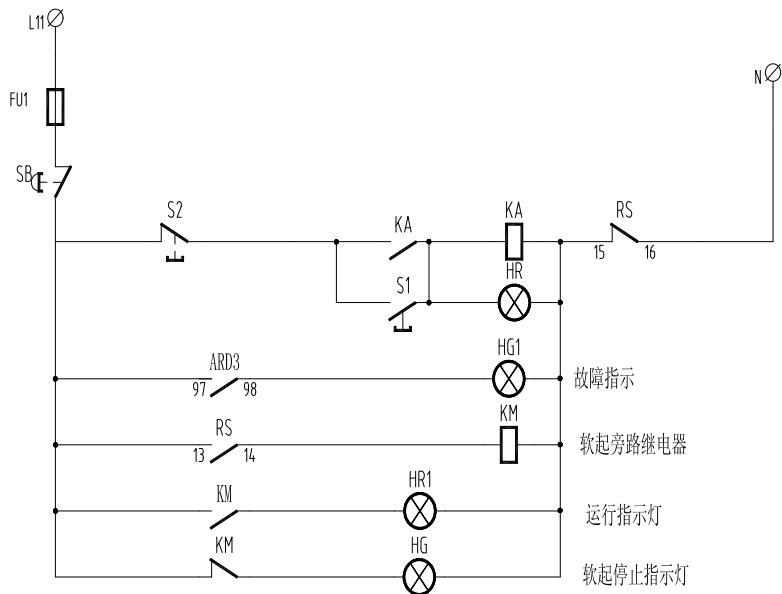 L11
N
FU1
SB
S2
KA
KA
RS
15
16
HR
S1
HG1
ARD3
97
98
故障指示
KM
RS
13
14
软起旁路继电器
HR1
KM
运行指示灯
KM
HG
软起停止指示灯